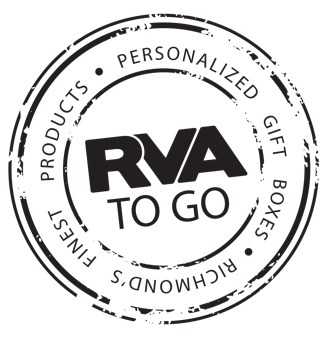 PERSONALIZED GIFT BOXES •
RICHMOND'S FINEST PRODUCTS •
RVA
TO GO